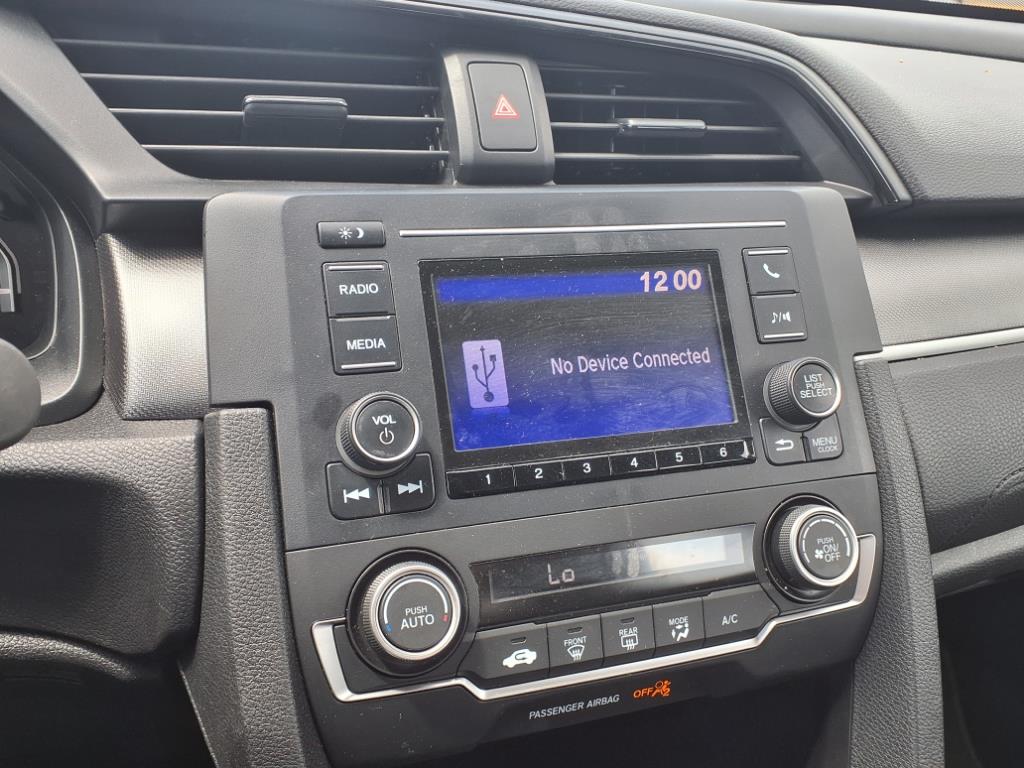 12 00
RADIO
MEDIA
No Device Connected
LIST
PUSH
SELECT
VOL
MENU
CLOCK
1 2 3 4 5 6
PUSH
AUTO
Lo
PUSH
ON/
OFF
FRONT
REAR
MODE
A/C
PASSENGER AIRBAG OFF